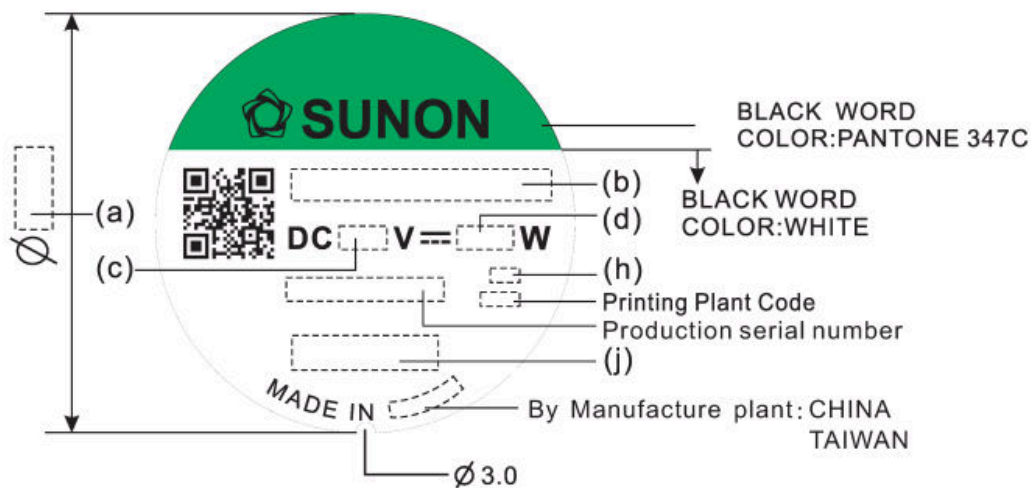 SUNON
BLACK WORD
COLOR:PANTONE 347C
BLACK WORD
COLOR:WHITE
(a)
Ø
(b)
(d)
DC V⎓ W
(c)
(h)
Printing Plant Code
Production serial number
(j)
MADE IN
By Manufacture plant: CHINA
TAIWAN
Ø3.0